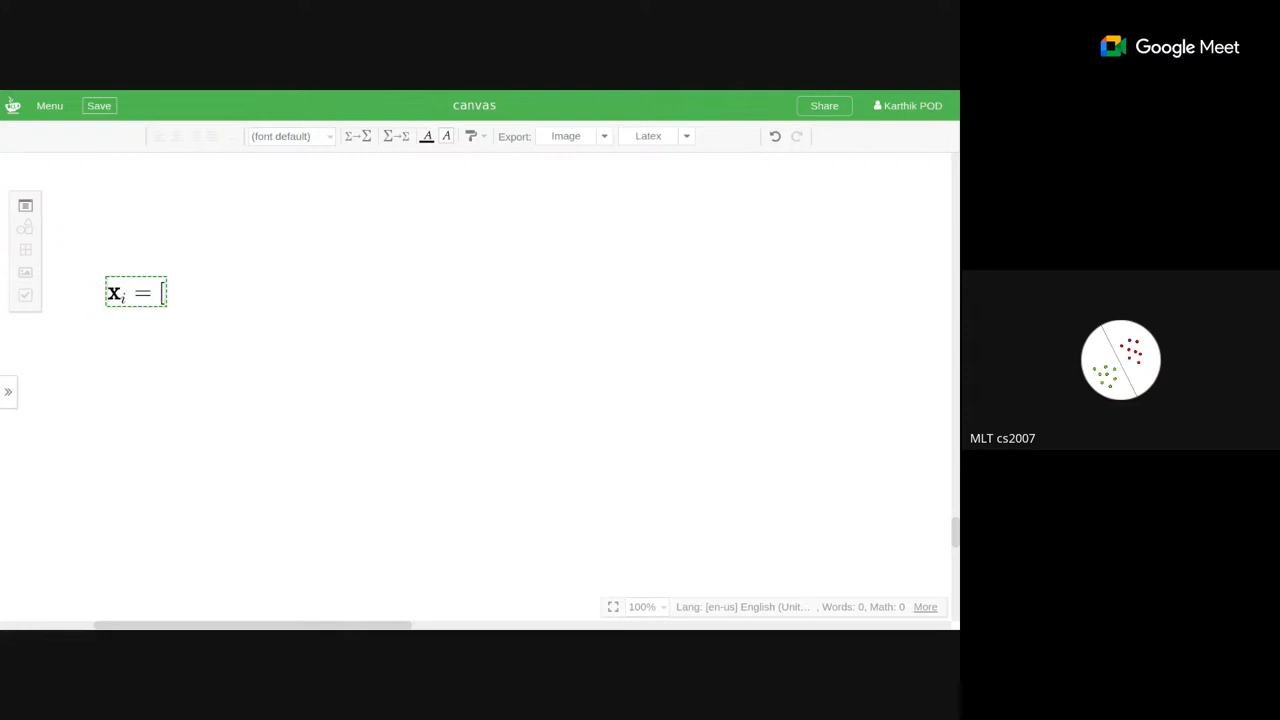 Google Meet
Menu Save canvas Share Karthik POD
... (font default) Σ→Σ Σ→Σ A A Export: Image Latex
𝐱ᵢ = [
MLT cs2007
100% Lang: [en-us] English (Unit... , Words: 0, Math: 0 More